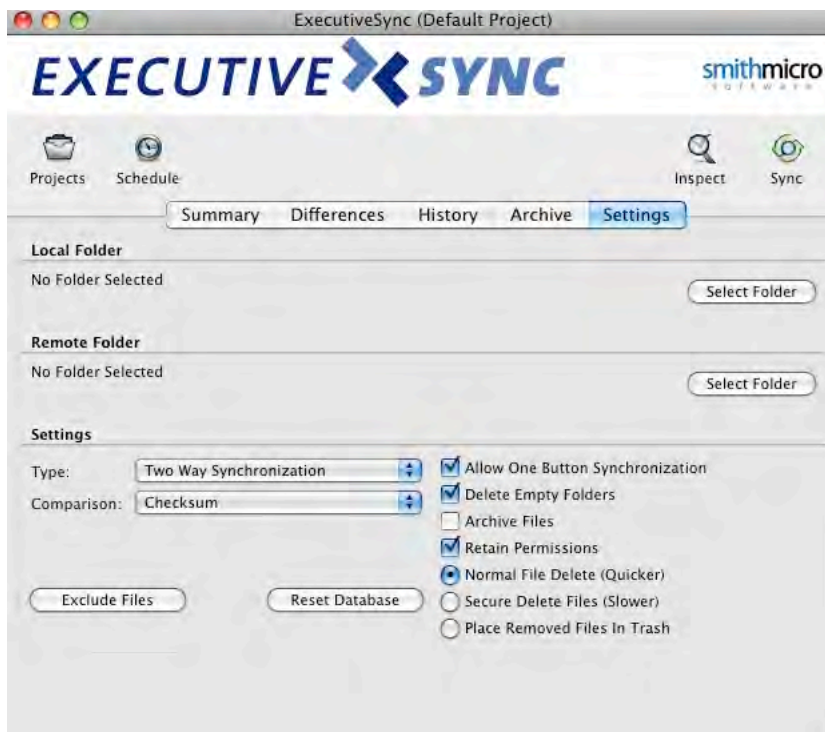 ExecutiveSync (Default Project)
EXECUTIVE SYNC
smithmicro
software
Projects
Schedule
Inspect
Sync
Summary
Differences
History
Archive
Settings
Local Folder
No Folder Selected
Select Folder
Remote Folder
No Folder Selected
Select Folder
Settings
Type:
Two Way Synchronization
Comparison:
Checksum
Exclude Files
Reset Database
Allow One Button Synchronization
Delete Empty Folders
Archive Files
Retain Permissions
Normal File Delete (Quicker)
Secure Delete Files (Slower)
Place Removed Files In Trash